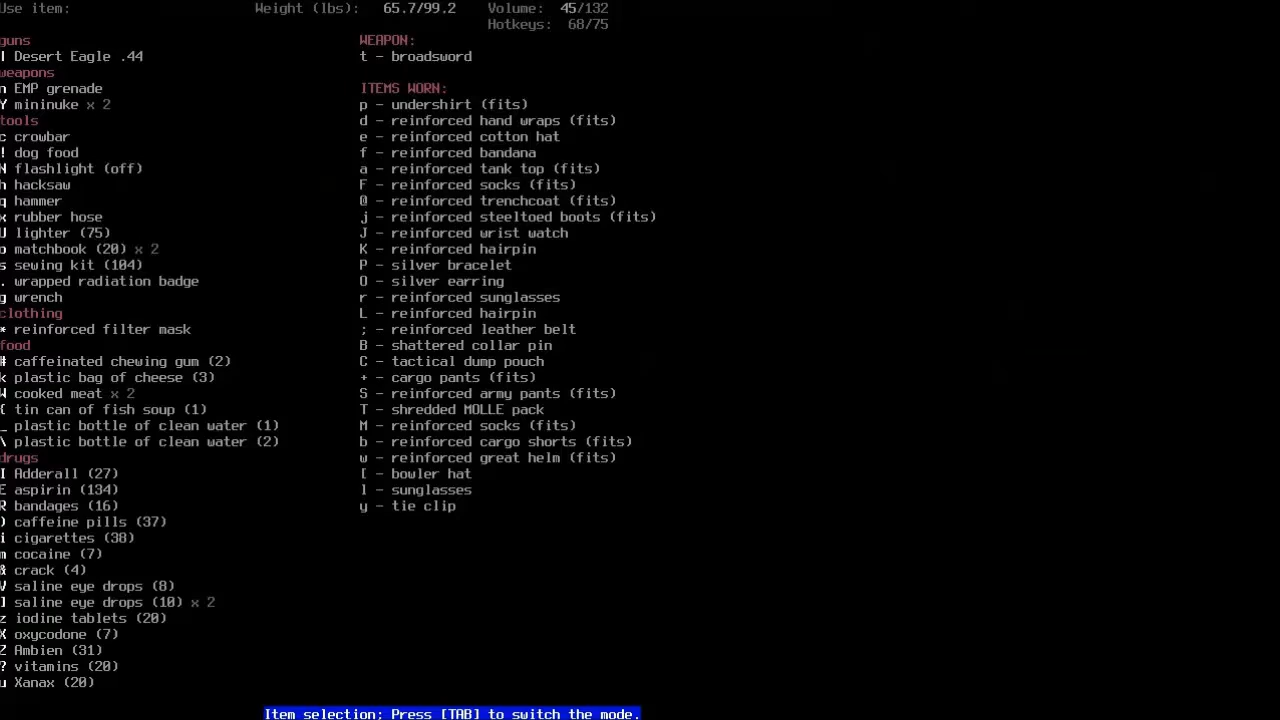 Use item: Weight (lbs): 65.7/99.2 Volume: 45/132
Hotkeys: 68/75
guns
Desert Eagle .44
weapons
n EMP grenade
Y mininuke x 2
tools
c crowbar
! dog food
N flashlight (off)
h hacksaw
q hammer
x rubber hose
U lighter (75)
o matchbook (20) x 2
s sewing kit (104)
. wrapped radiation badge
g wrench
clothing
* reinforced filter mask
food
# caffeinated chewing gum (2)
k plastic bag of cheese (3)
W cooked meat x 2
{ tin can of fish soup (1)
_ plastic bottle of clean water (1)
\ plastic bottle of clean water (2)
drugs
I Adderall (27)
E aspirin (134)
R bandages (16)
) caffeine pills (37)
i cigarettes (38)
m cocaine (7)
& crack (4)
V saline eye drops (8)
] saline eye drops (10) x 2
z iodine tablets (20)
X oxycodone (7)
Z Ambien (31)
? vitamins (20)
u Xanax (20)
WEAPON:
t - broadsword
ITEMS WORN:
p - undershirt (fits)
d - reinforced hand wraps (fits)
e - reinforced cotton hat
f - reinforced bandana
a - reinforced tank top (fits)
F - reinforced socks (fits)
@ - reinforced trenchcoat (fits)
j - reinforced steeltoed boots (fits)
J - reinforced wrist watch
K - reinforced hairpin
P - silver bracelet
O - silver earring
r - reinforced sunglasses
L - reinforced hairpin
; - reinforced leather belt
B - shattered collar pin
C - tactical dump pouch
+ - cargo pants (fits)
S - reinforced army pants (fits)
T - shredded MOLLE pack
M - reinforced socks (fits)
b - reinforced cargo shorts (fits)
w - reinforced great helm (fits)
[ - bowler hat
l - sunglasses
y - tie clip
Item selection: Press [TAB] to switch the mode.